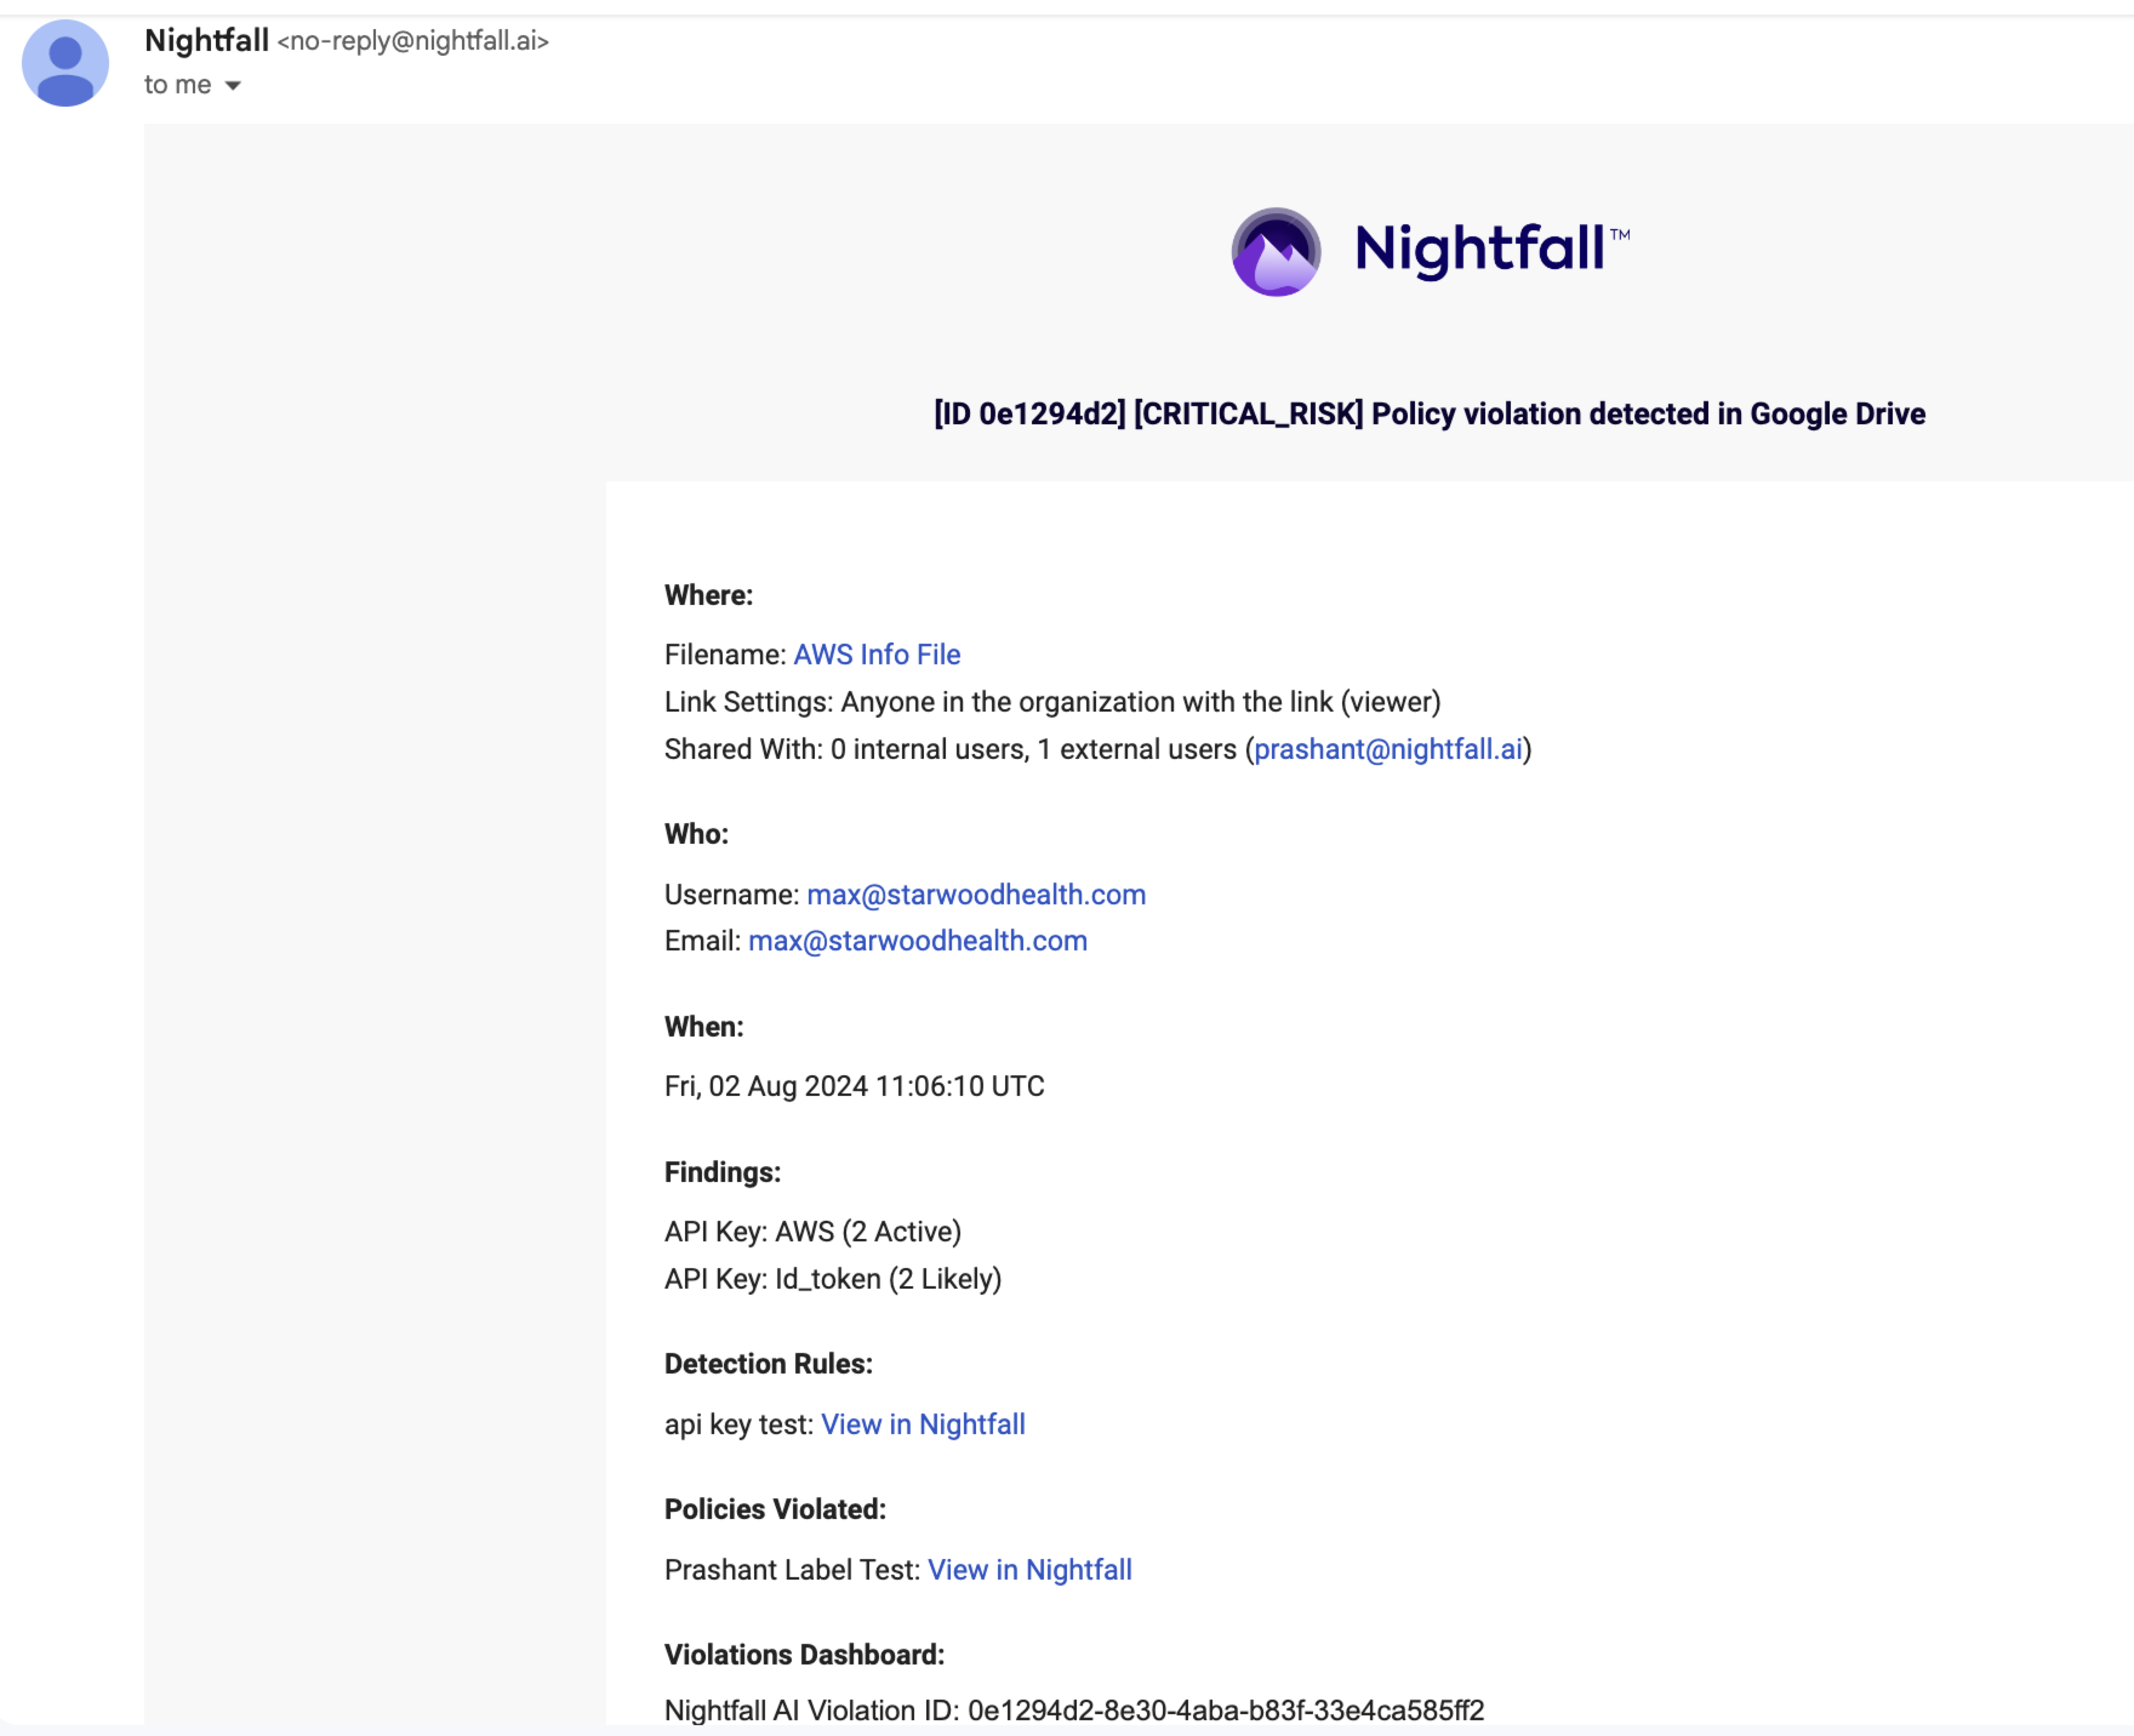 Nightfall <no-reply@nightfall.ai>
to me
Nightfall™
[ID 0e1294d2] [CRITICAL_RISK] Policy violation detected in Google Drive
Where:
Filename: AWS Info File
Link Settings: Anyone in the organization with the link (viewer)
Shared With: 0 internal users, 1 external users (prashant@nightfall.ai)
Who:
Username: max@starwoodhealth.com
Email: max@starwoodhealth.com
When:
Fri, 02 Aug 2024 11:06:10 UTC
Findings:
API Key: AWS (2 Active)
API Key: Id_token (2 Likely)
Detection Rules:
api key test: View in Nightfall
Policies Violated:
Prashant Label Test: View in Nightfall
Violations Dashboard:
Nightfall AI Violation ID: 0e1294d2-8e30-4aba-b83f-33e4ca585ff2